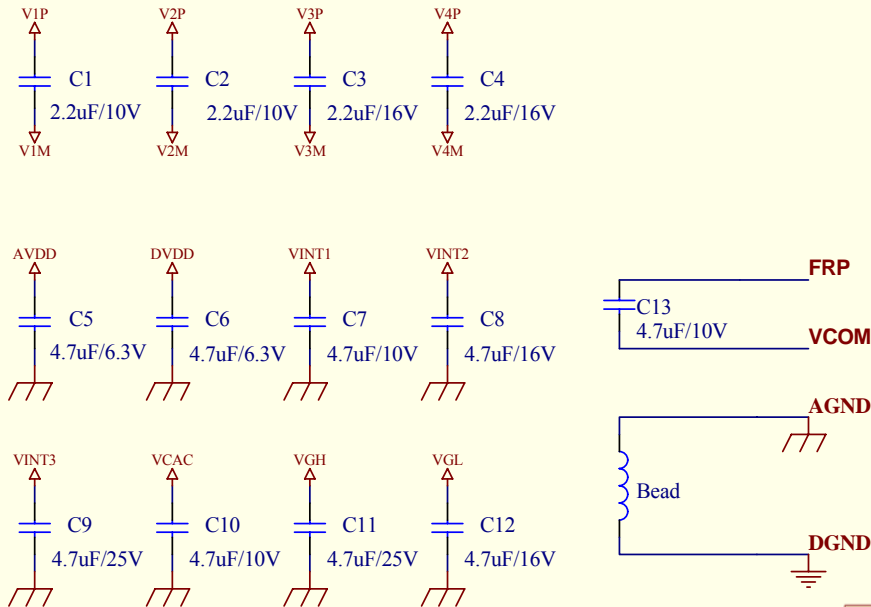 V1P V2P V3P V4P
C1 C2 C3 C4
2.2uF/10V 2.2uF/10V 2.2uF/16V 2.2uF/16V
V1M V2M V3M V4M
AVDD DVDD VINT1 VINT2
FRP
C5 C6 C7 C8 C13
4.7uF/6.3V 4.7uF/6.3V 4.7uF/10V 4.7uF/16V 4.7uF/10V
VCOM
AGND
VINT3 VCAC VGH VGL
Bead
C9 C10 C11 C12
4.7uF/25V 4.7uF/10V 4.7uF/25V 4.7uF/16V
DGND